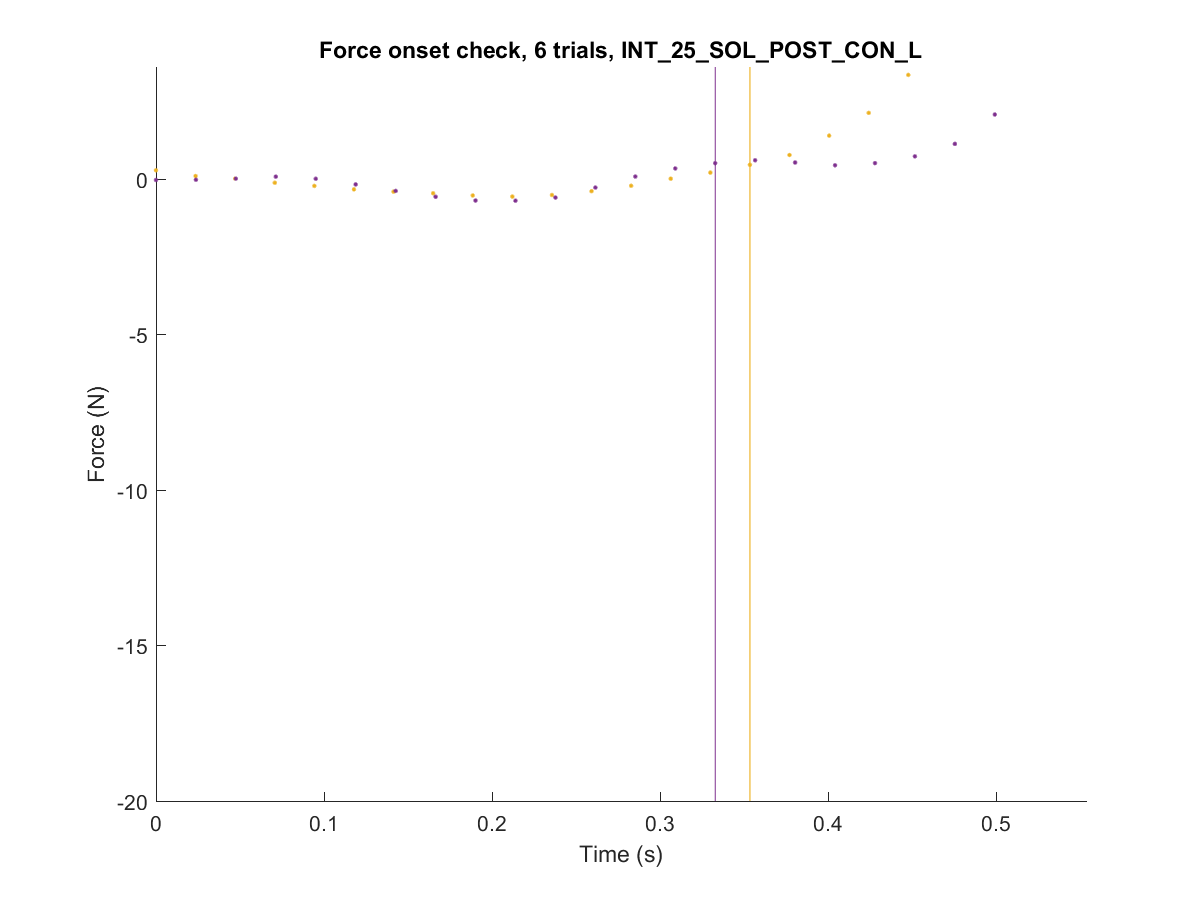 Force onset check, 6 trials, INT_25_SOL_POST_CON_L
0
-5
-10
-15
-20
Force (N)
0 0.1 0.2 0.3 0.4 0.5
Time (s)